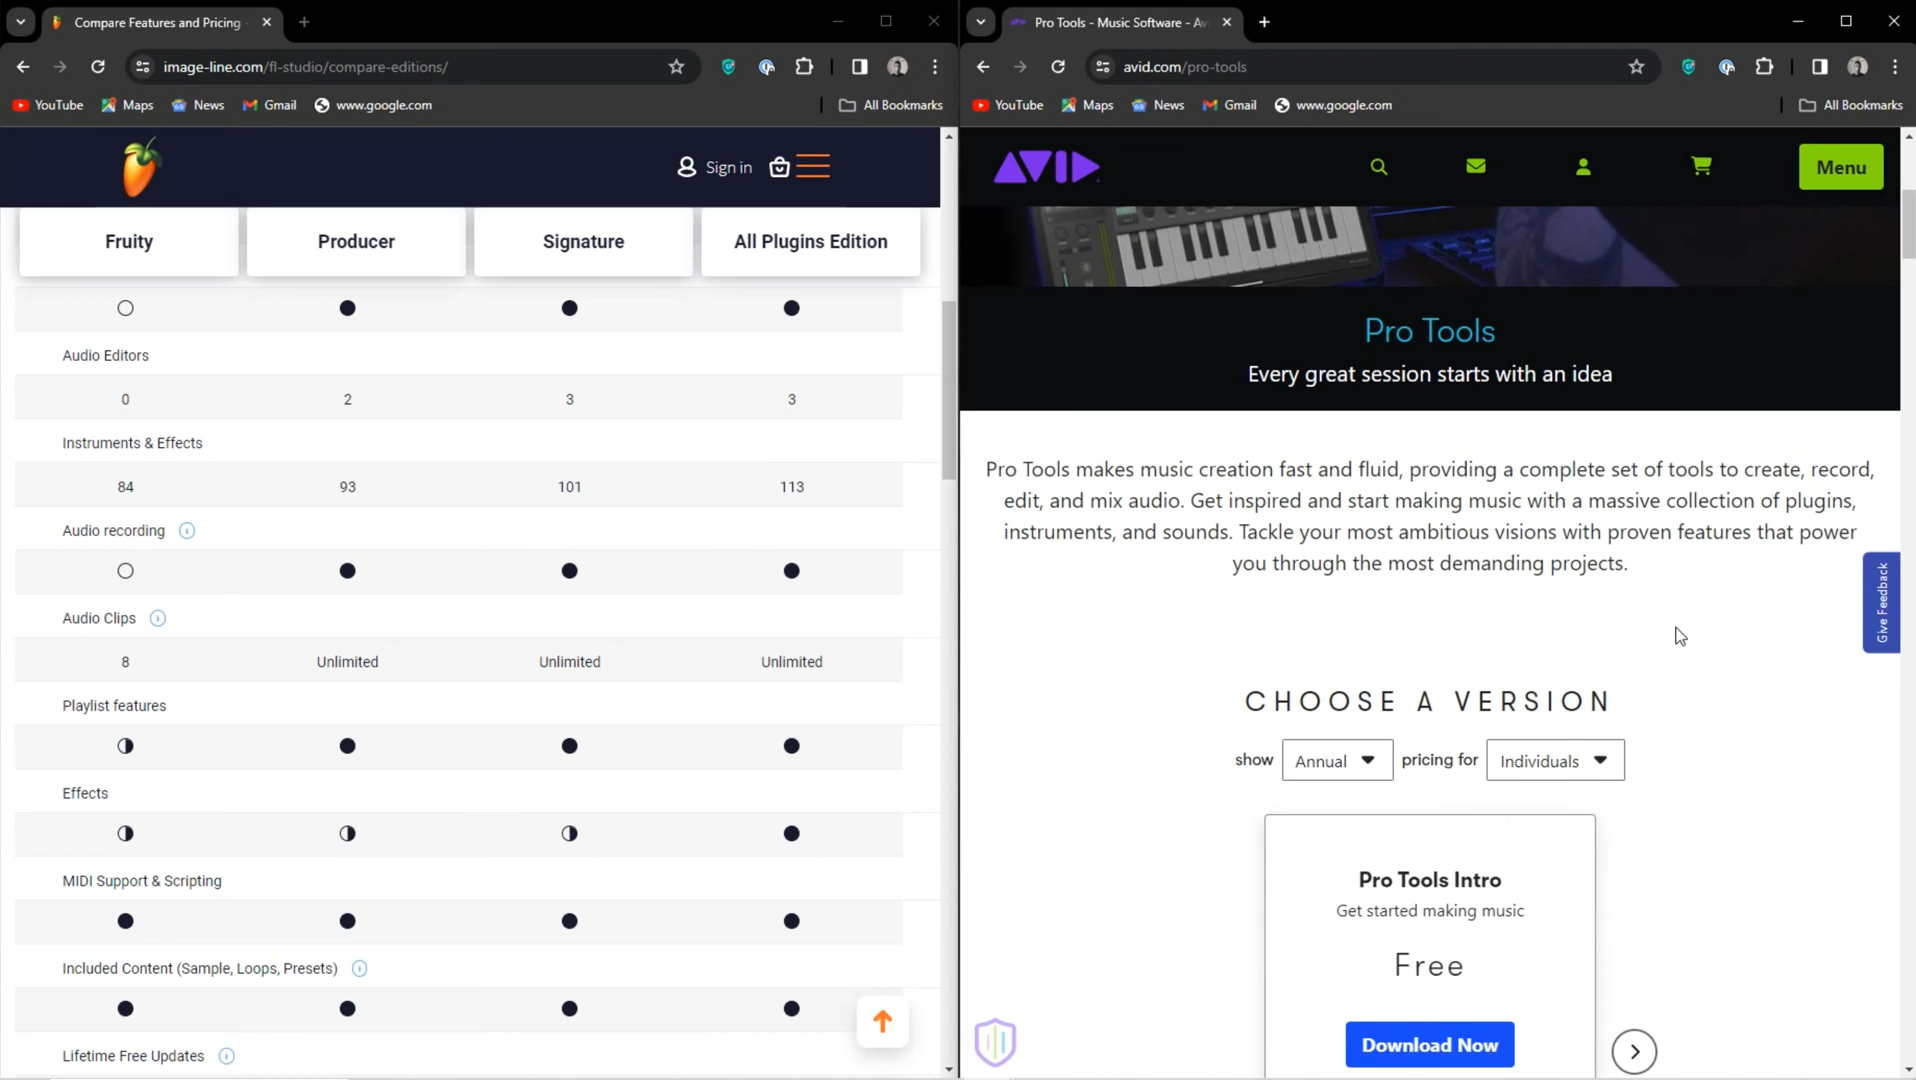 Compare Features and Pricing
image-line.com/fl-studio/compare-editions/
YouTube Maps News Gmail www.google.com All Bookmarks
Sign in
Fruity Producer Signature All Plugins Edition
Audio Editors
0 2 3 3
Instruments & Effects
84 93 101 113
Audio recording
Audio Clips
8 Unlimited Unlimited Unlimited
Playlist features
Effects
MIDI Support & Scripting
Included Content (Sample, Loops, Presets)
Lifetime Free Updates
Pro Tools - Music Software - Av
avid.com/pro-tools
YouTube Maps News Gmail www.google.com All Bookmarks
AVID
Menu
Pro Tools
Every great session starts with an idea
Pro Tools makes music creation fast and fluid, providing a complete set of tools to create, record,
edit, and mix audio. Get inspired and start making music with a massive collection of plugins,
instruments, and sounds. Tackle your most ambitious visions with proven features that power
you through the most demanding projects.
Give Feedback
CHOOSE A VERSION
show Annual pricing for Individuals
Pro Tools Intro
Get started making music
Free
Download Now